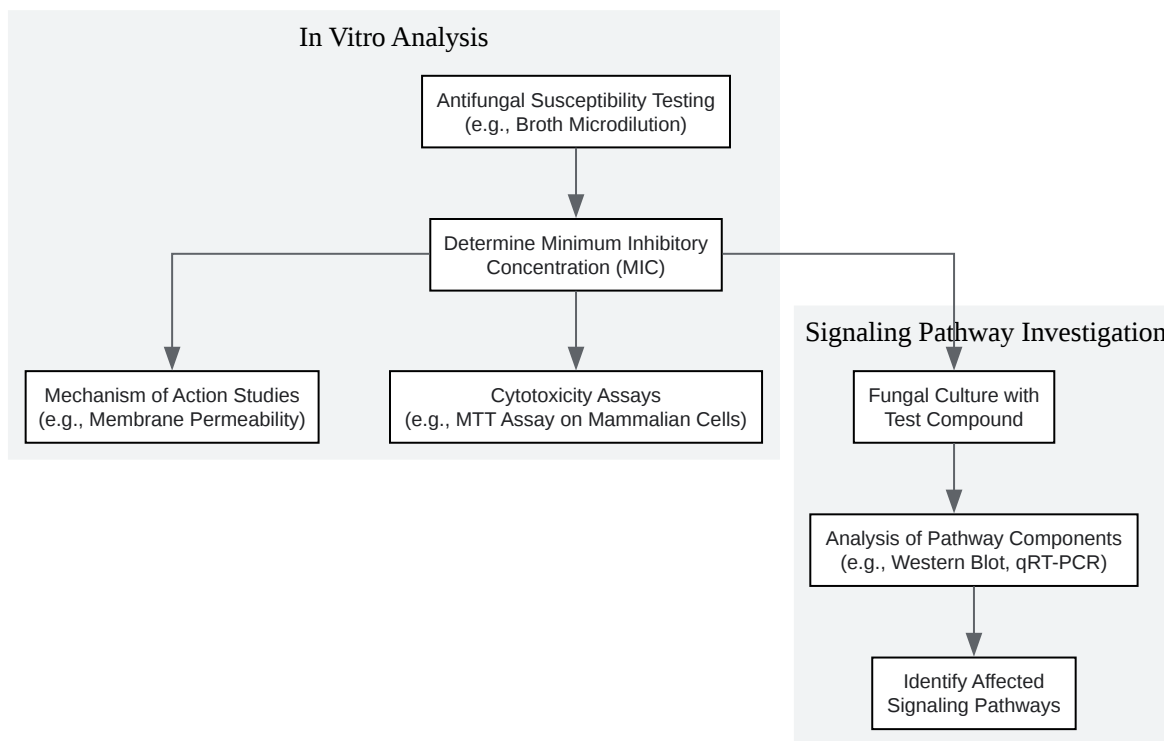 In Vitro Analysis
Antifungal Susceptibility Testing
(e.g., Broth Microdilution)
Determine Minimum Inhibitory
Concentration (MIC)
Mechanism of Action Studies
(e.g., Membrane Permeability)
Cytotoxicity Assays
(e.g., MTT Assay on Mammalian Cells)
Signaling Pathway Investigation
Fungal Culture with
Test Compound
Analysis of Pathway Components
(e.g., Western Blot, qRT-PCR)
Identify Affected
Signaling Pathways